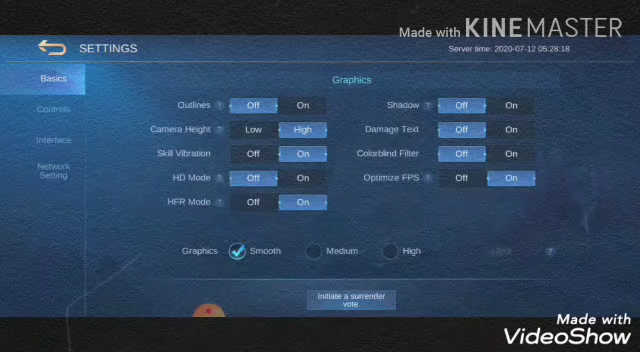 Made with KINEMASTER
SETTINGS
Server time: 2020-07-12 05:28:18
Basics
Controls
Interface
Network
Setting
Graphics
Outlines ? Off On
Shadow ? Off On
Camera Height ? Low High
Damage Text ? Off On
Skill Vibration Off On
Colorblind Filter Off On
HD Mode ? Off On
Optimize FPS ? Off On
HFR Mode ? Off On
Graphics Smooth Medium High Ultra ?
Initiate a surrender
vote.
Made with
VideoShow